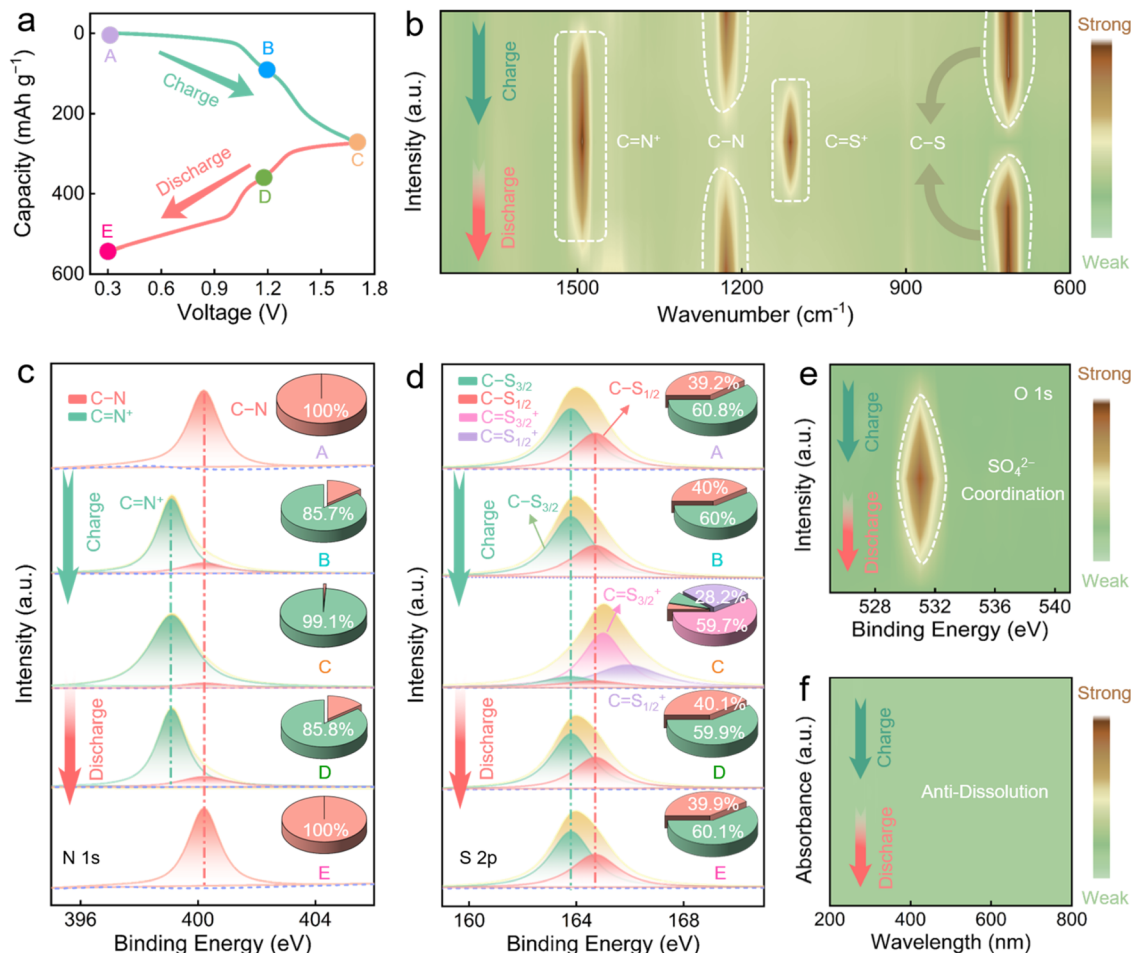 a
0
200
400
600
Capacity (mAh g⁻¹)
0.3
0.6
0.9
1.2
1.5
1.8
Voltage (V)
A
B
C
D
E
Charge
Discharge
b
Intensity (a.u.)
Charge
Discharge
C=N⁺
C−N
C=S⁺
C−S
1500
1200
900
600
Wavenumber (cm⁻¹)
Strong
Weak
c
C−N
C=N⁺
C−N
100%
A
C=N⁺
85.7%
B
99.1%
C
85.8%
D
100%
E
Charge
Discharge
N 1s
Intensity (a.u.)
396
400
404
Binding Energy (eV)
d
C−S₃/₂
C−S₁/₂
C=S₃/₂⁺
C=S₁/₂⁺
C−S₁/₂
39.2%
60.8%
A
C−S₃/₂
40%
60%
B
C=S₃/₂⁺
28.2%
59.7%
C
C=S₁/₂⁺
40.1%
59.9%
D
39.9%
60.1%
E
Charge
Discharge
S 2p
Intensity (a.u.)
160
164
168
Binding Energy (eV)
e
Intensity (a.u.)
Charge
Discharge
O 1s
SO₄²⁻
Coordination
528
531
536
541
Binding Energy (eV)
Strong
Weak
f
Absorbance (a.u.)
Charge
Discharge
Anti-Dissolution
200
400
600
800
Wavelength (nm)
Strong
Weak